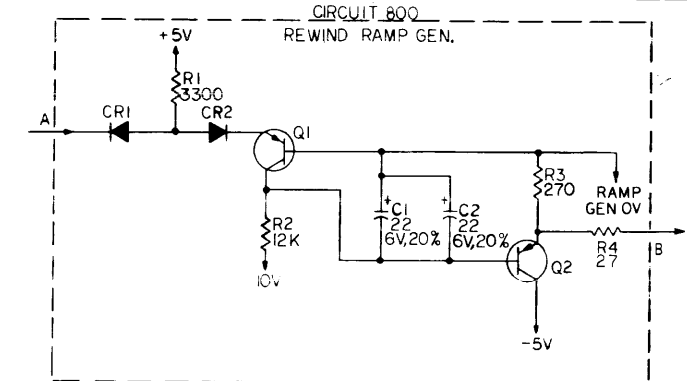 CIRCUIT 800
REWIND RAMP GEN.
+5V
R1
3300
A
CR1
CR2
Q1
R3
270
RAMP
GEN 0V
+
C1
22
6V,20%
+
C2
22
6V,20%
R2
12K
10V
R4
27
B
Q2
-5V